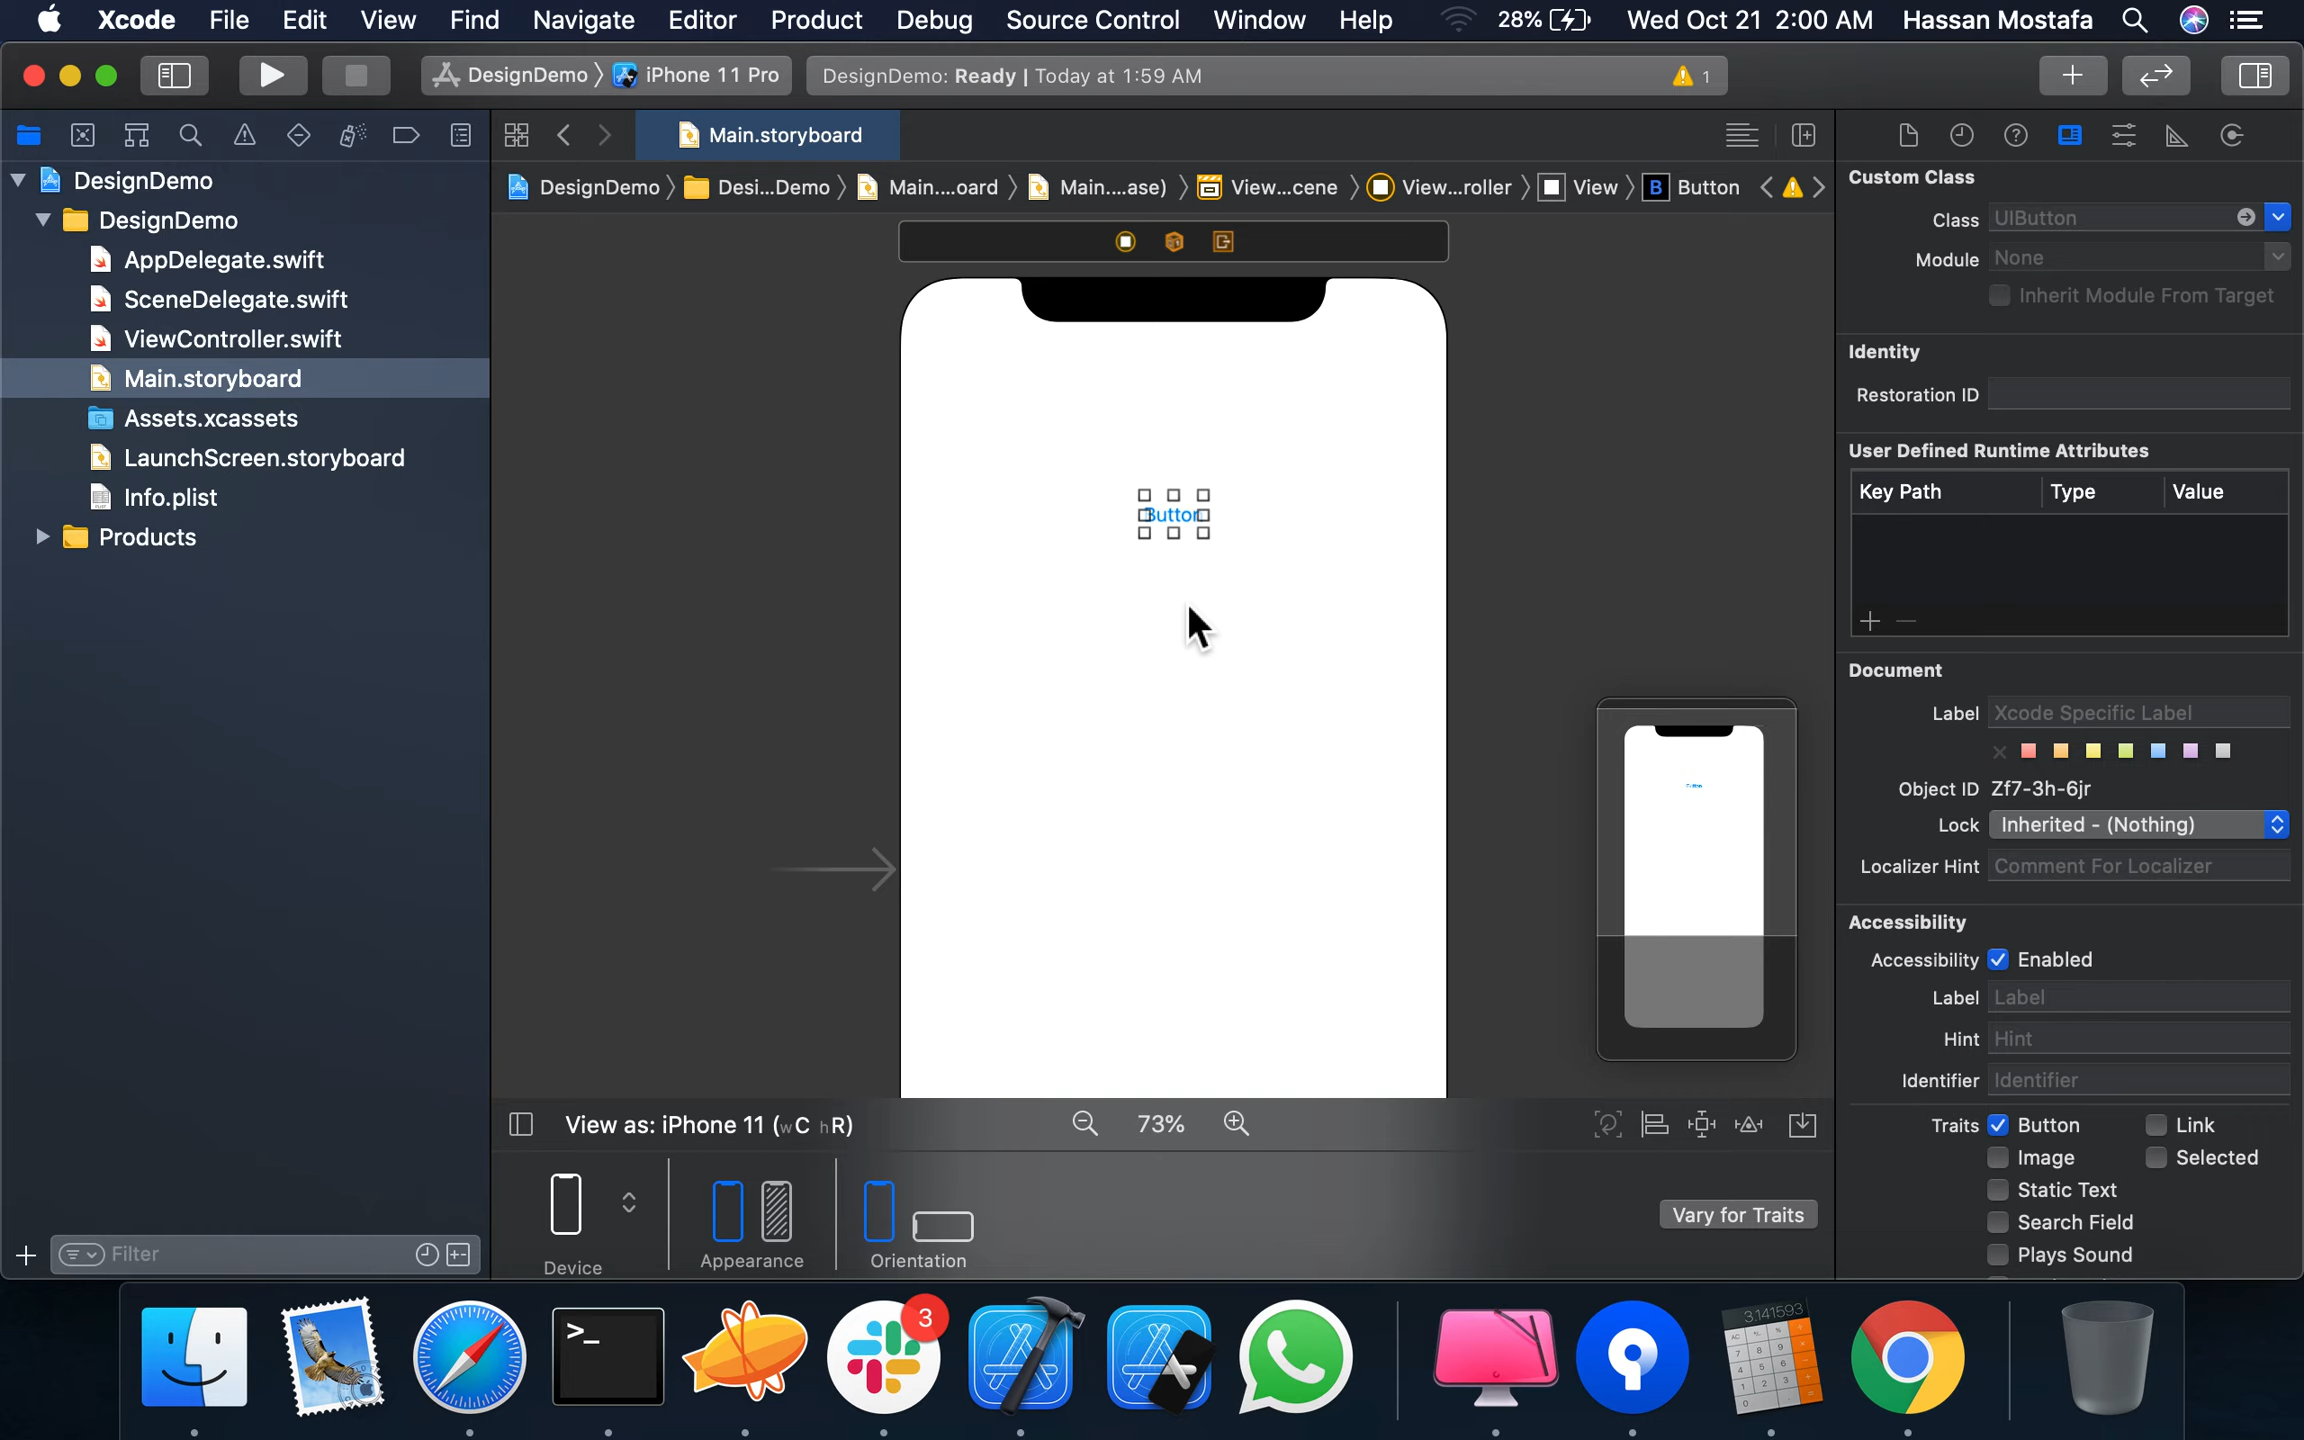 Xcode File Edit View Find Navigate Editor Product Debug Source Control Window Help 28% Wed Oct 21 2:00 AM Hassan Mostafa
DesignDemo iPhone 11 Pro DesignDemo: Ready | Today at 1:59 AM 1
Main.storyboard
DesignDemo
DesignDemo
AppDelegate.swift
SceneDelegate.swift
ViewController.swift
Main.storyboard
Assets.xcassets
LaunchScreen.storyboard
Info.plist
Products
Filter
DesignDemo Desi...Demo Main....oard Main....ase) View...cene View...roller View B Button
Button
Button
View as: iPhone 11 (wC hR)
73%
Device
Appearance
Orientation
Vary for Traits
Custom Class
Class UIButton
Module None
Inherit Module From Target
Identity
Restoration ID
User Defined Runtime Attributes
Key Path Type Value
Document
Label Xcode Specific Label
Object ID Zf7-3h-6jr
Lock Inherited - (Nothing)
Localizer Hint Comment For Localizer
Accessibility
Accessibility Enabled
Label Label
Hint Hint
Identifier Identifier
Traits Button Link
Image Selected
Static Text
Search Field
Plays Sound
3
3.141593